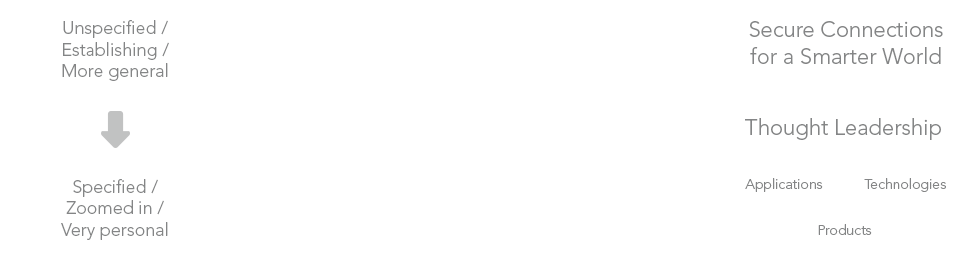 Unspecified /
Establishing /
More general
Specified /
Zoomed in /
Very personal
Secure Connections
for a Smarter World
Thought Leadership
Applications
Technologies
Products